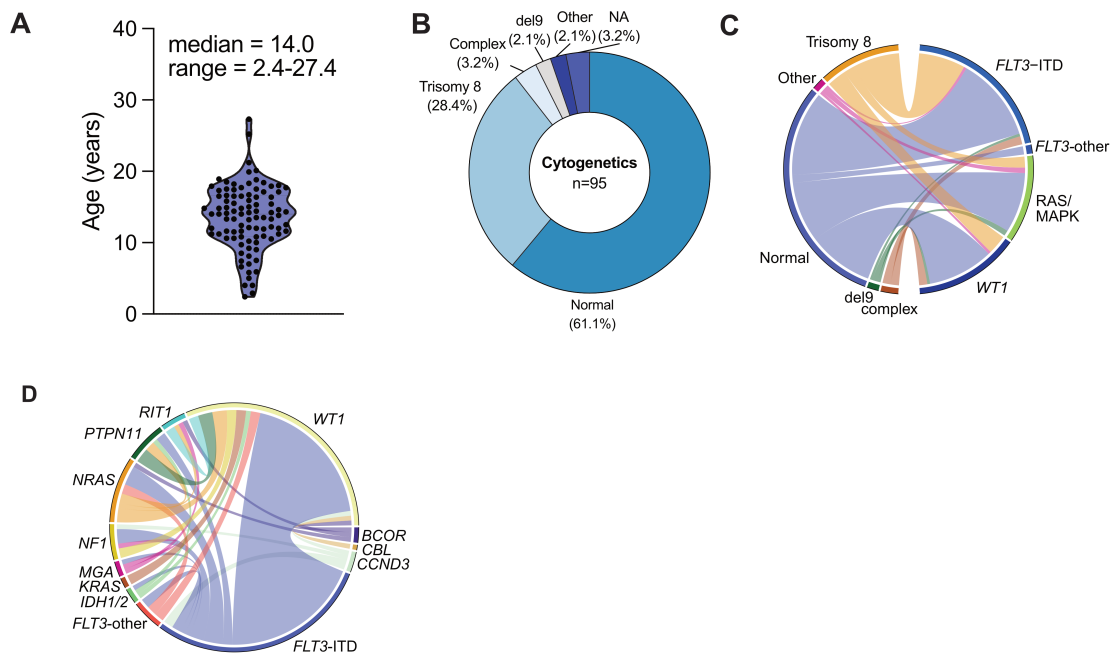 A
40
30
20
10
0
Age (years)
median = 14.0
range = 2.4-27.4
B
Complex
(3.2%)
del9
(2.1%)
Other
(2.1%)
NA
(3.2%)
Trisomy 8
(28.4%)
Cytogenetics
n=95
Normal
(61.1%)
C
Trisomy 8
Other
Normal
del9
complex
FLT3−ITD
FLT3-other
RAS/
MAPK
WT1
D
RIT1
PTPN11
NRAS
NF1
MGA
KRAS
IDH1/2
FLT3-other
WT1
BCOR
CBL
CCND3
FLT3-ITD